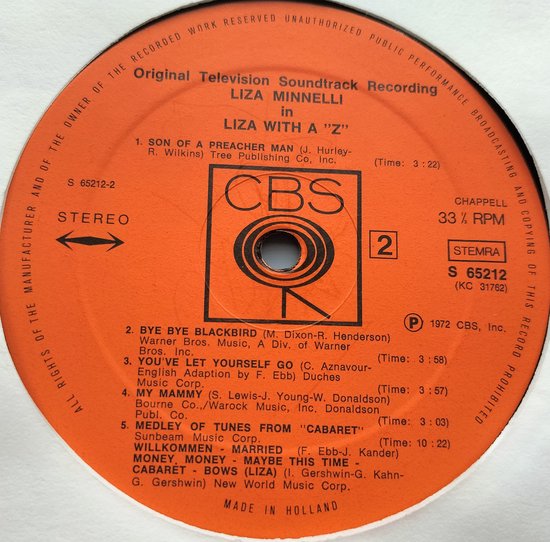 ALL RIGHTS OF THE MANUFACTURER AND OF THE OWNER OF THE RECORDED WORK RESERVED UNAUTHORIZED PUBLIC PERFORMANCE BROADCASTING AND COPYING OF THIS RECORD PROHIBITED
Original Television Soundtrack Recording
LIZA MINNELLI
in
LIZA WITH A "Z"
1. SON OF A PREACHER MAN (J. Hurley-
R. Wilkins) Tree Publishing Co, Inc. (Time: 3 : 22)
S 65212-2
CBS
CHAPPELL
STEREO
33 ⅓ RPM
2
STEMRA
S 65212
(KC 31762)
2. BYE BYE BLACKBIRD (M. Dixon-R. Henderson)
Warner Bros. Music, A Div. of Warner
Bros. Inc. (Time: 3 : 58)
℗ 1972 CBS, Inc.
3. YOU'VE LET YOURSELF GO (C. Aznavour-
English Adaption by F. Ebb) Duches
Music Corp. (Time: 3 : 57)
4. MY MAMMY (S. Lewis-J. Young-W. Donaldson)
Bourne Co.,/Warock Music, Inc. Donaldson
Publ. Co. (Time: 3 : 03)
5. MEDLEY OF TUNES FROM "CABARET"
Sunbeam Music Corp. (Time: 10 : 22)
WILLKOMMEN - MARRIED (F. Ebb-J. Kander)
MONEY, MONEY - MAYBE THIS TIME -
CABARÉT - BOWS (LIZA) (I. Gershwin-G. Kahn-
G. Gershwin) New World Music Corp.
MADE IN HOLLAND